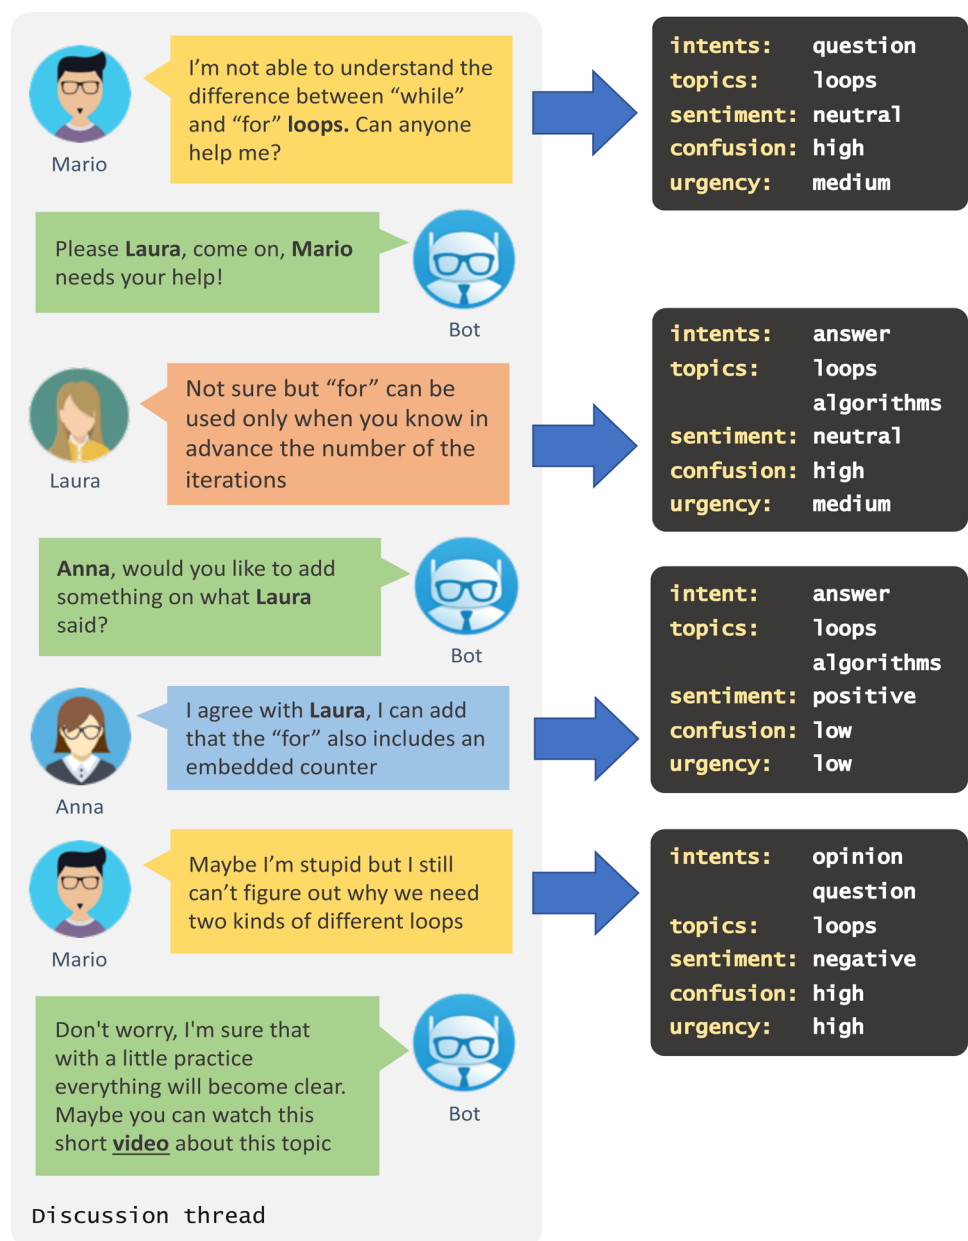 I’m not able to understand the
difference between “while”
and “for” loops. Can anyone
help me?
Mario
intents: question
topics: loops
sentiment: neutral
confusion: high
urgency: medium
Please Laura, come on, Mario
needs your help!
Bot
Not sure but “for” can be
used only when you know in
advance the number of the
iterations
Laura
intents: answer
topics: loops
algorithms
sentiment: neutral
confusion: high
urgency: medium
Anna, would you like to add
something on what Laura
said?
Bot
I agree with Laura, I can add
that the “for” also includes an
embedded counter
Anna
intent: answer
topics: loops
algorithms
sentiment: positive
confusion: low
urgency: low
Maybe I’m stupid but I still
can’t figure out why we need
two kinds of different loops
Mario
intents: opinion
question
topics: loops
sentiment: negative
confusion: high
urgency: high
Don't worry, I'm sure that
with a little practice
everything will become clear.
Maybe you can watch this
short video about this topic
Bot
Discussion thread